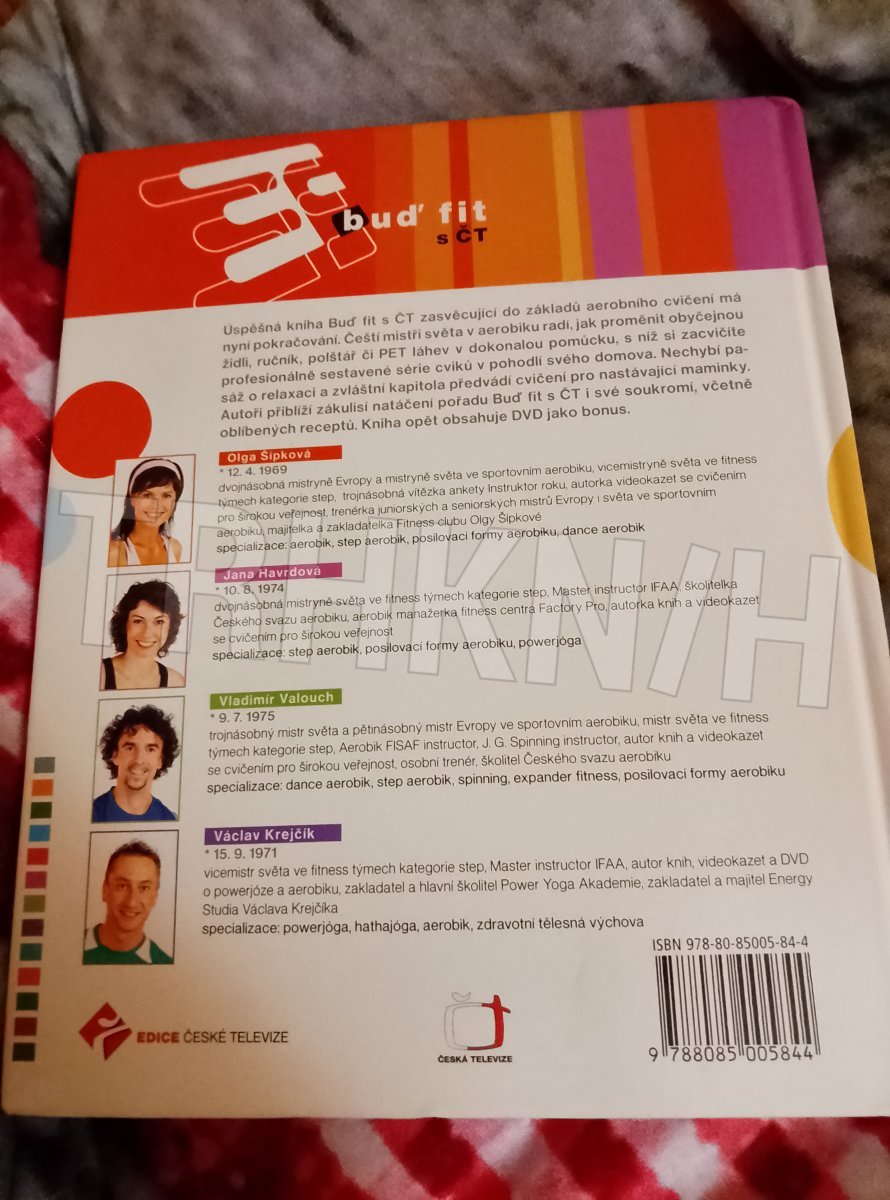 buď fit
s ČT
Úspěšná kniha Buď fit s ČT zasvěcující do základů aerobního cvičení má
nyní pokračování. Čeští mistři světa v aerobiku radí, jak proměnit obyčejnou
židli, ručník, polštář či PET láhev v dokonalou pomůcku, s níž si zacvičíte
profesionálně sestavené série cviků v pohodlí svého domova. Nechybí pa-
sáž o relaxaci a zvláštní kapitola předvádí cvičení pro nastávající maminky.
Autoři přiblíží zákulisí natáčení pořadu Buď fit s ČT i své soukromí, včetně
oblíbených receptů. Kniha opět obsahuje DVD jako bonus.
Olga Šípková
* 12. 4. 1969
dvojnásobná mistryně Evropy a mistryně světa ve sportovním aerobiku, vicemistryně světa ve fitness
týmech kategorie step, trojnásobná vítězka ankety Instruktor roku, autorka videokazet se cvičením
pro širokou veřejnost, trenérka juniorských a seniorských mistrů Evropy i světa ve sportovním
aerobiku, majitelka a zakladatelka Fitness clubu Olgy Šípkové
specializace: aerobik, step aerobik, posilovací formy aerobiku, dance aerobik
Jana Havrdová
* 10. 8. 1974
dvojnásobná mistryně světa ve fitness týmech kategorie step, Master instructor IFAA, školitelka
Českého svazu aerobiku, aerobik manažerka fitness centra Factory Pro, autorka knih a videokazet
se cvičením pro širokou veřejnost
specializace: step aerobik, posilovací formy aerobiku, powerjóga
Vladimír Valouch
* 9. 7. 1975
trojnásobný mistr světa a pětinásobný mistr Evropy ve sportovním aerobiku, mistr světa ve fitness
týmech kategorie step, Aerobik FISAF instructor, J. G. Spinning instructor, autor knih a videokazet
se cvičením pro širokou veřejnost, osobní trenér, školitel Českého svazu aerobiku
specializace: dance aerobik, step aerobik, spinning, expander fitness, posilovací formy aerobiku
Václav Krejčík
* 15. 9. 1971
vicemistr světa ve fitness týmech kategorie step, Master instructor IFAA, autor knih, videokazet a DVD
o powerjóze a aerobiku, zakladatel a hlavní školitel Power Yoga Akademie, zakladatel a majitel Energy
Studia Václava Krejčíka
specializace: powerjóga, hathajóga, aerobik, zdravotní tělesná výchova
ISBN 978-80-85005-84-4
9 788085 005844
EDICE ČESKÉ TELEVIZE
ČESKÁ TELEVIZE
TRHKN/H